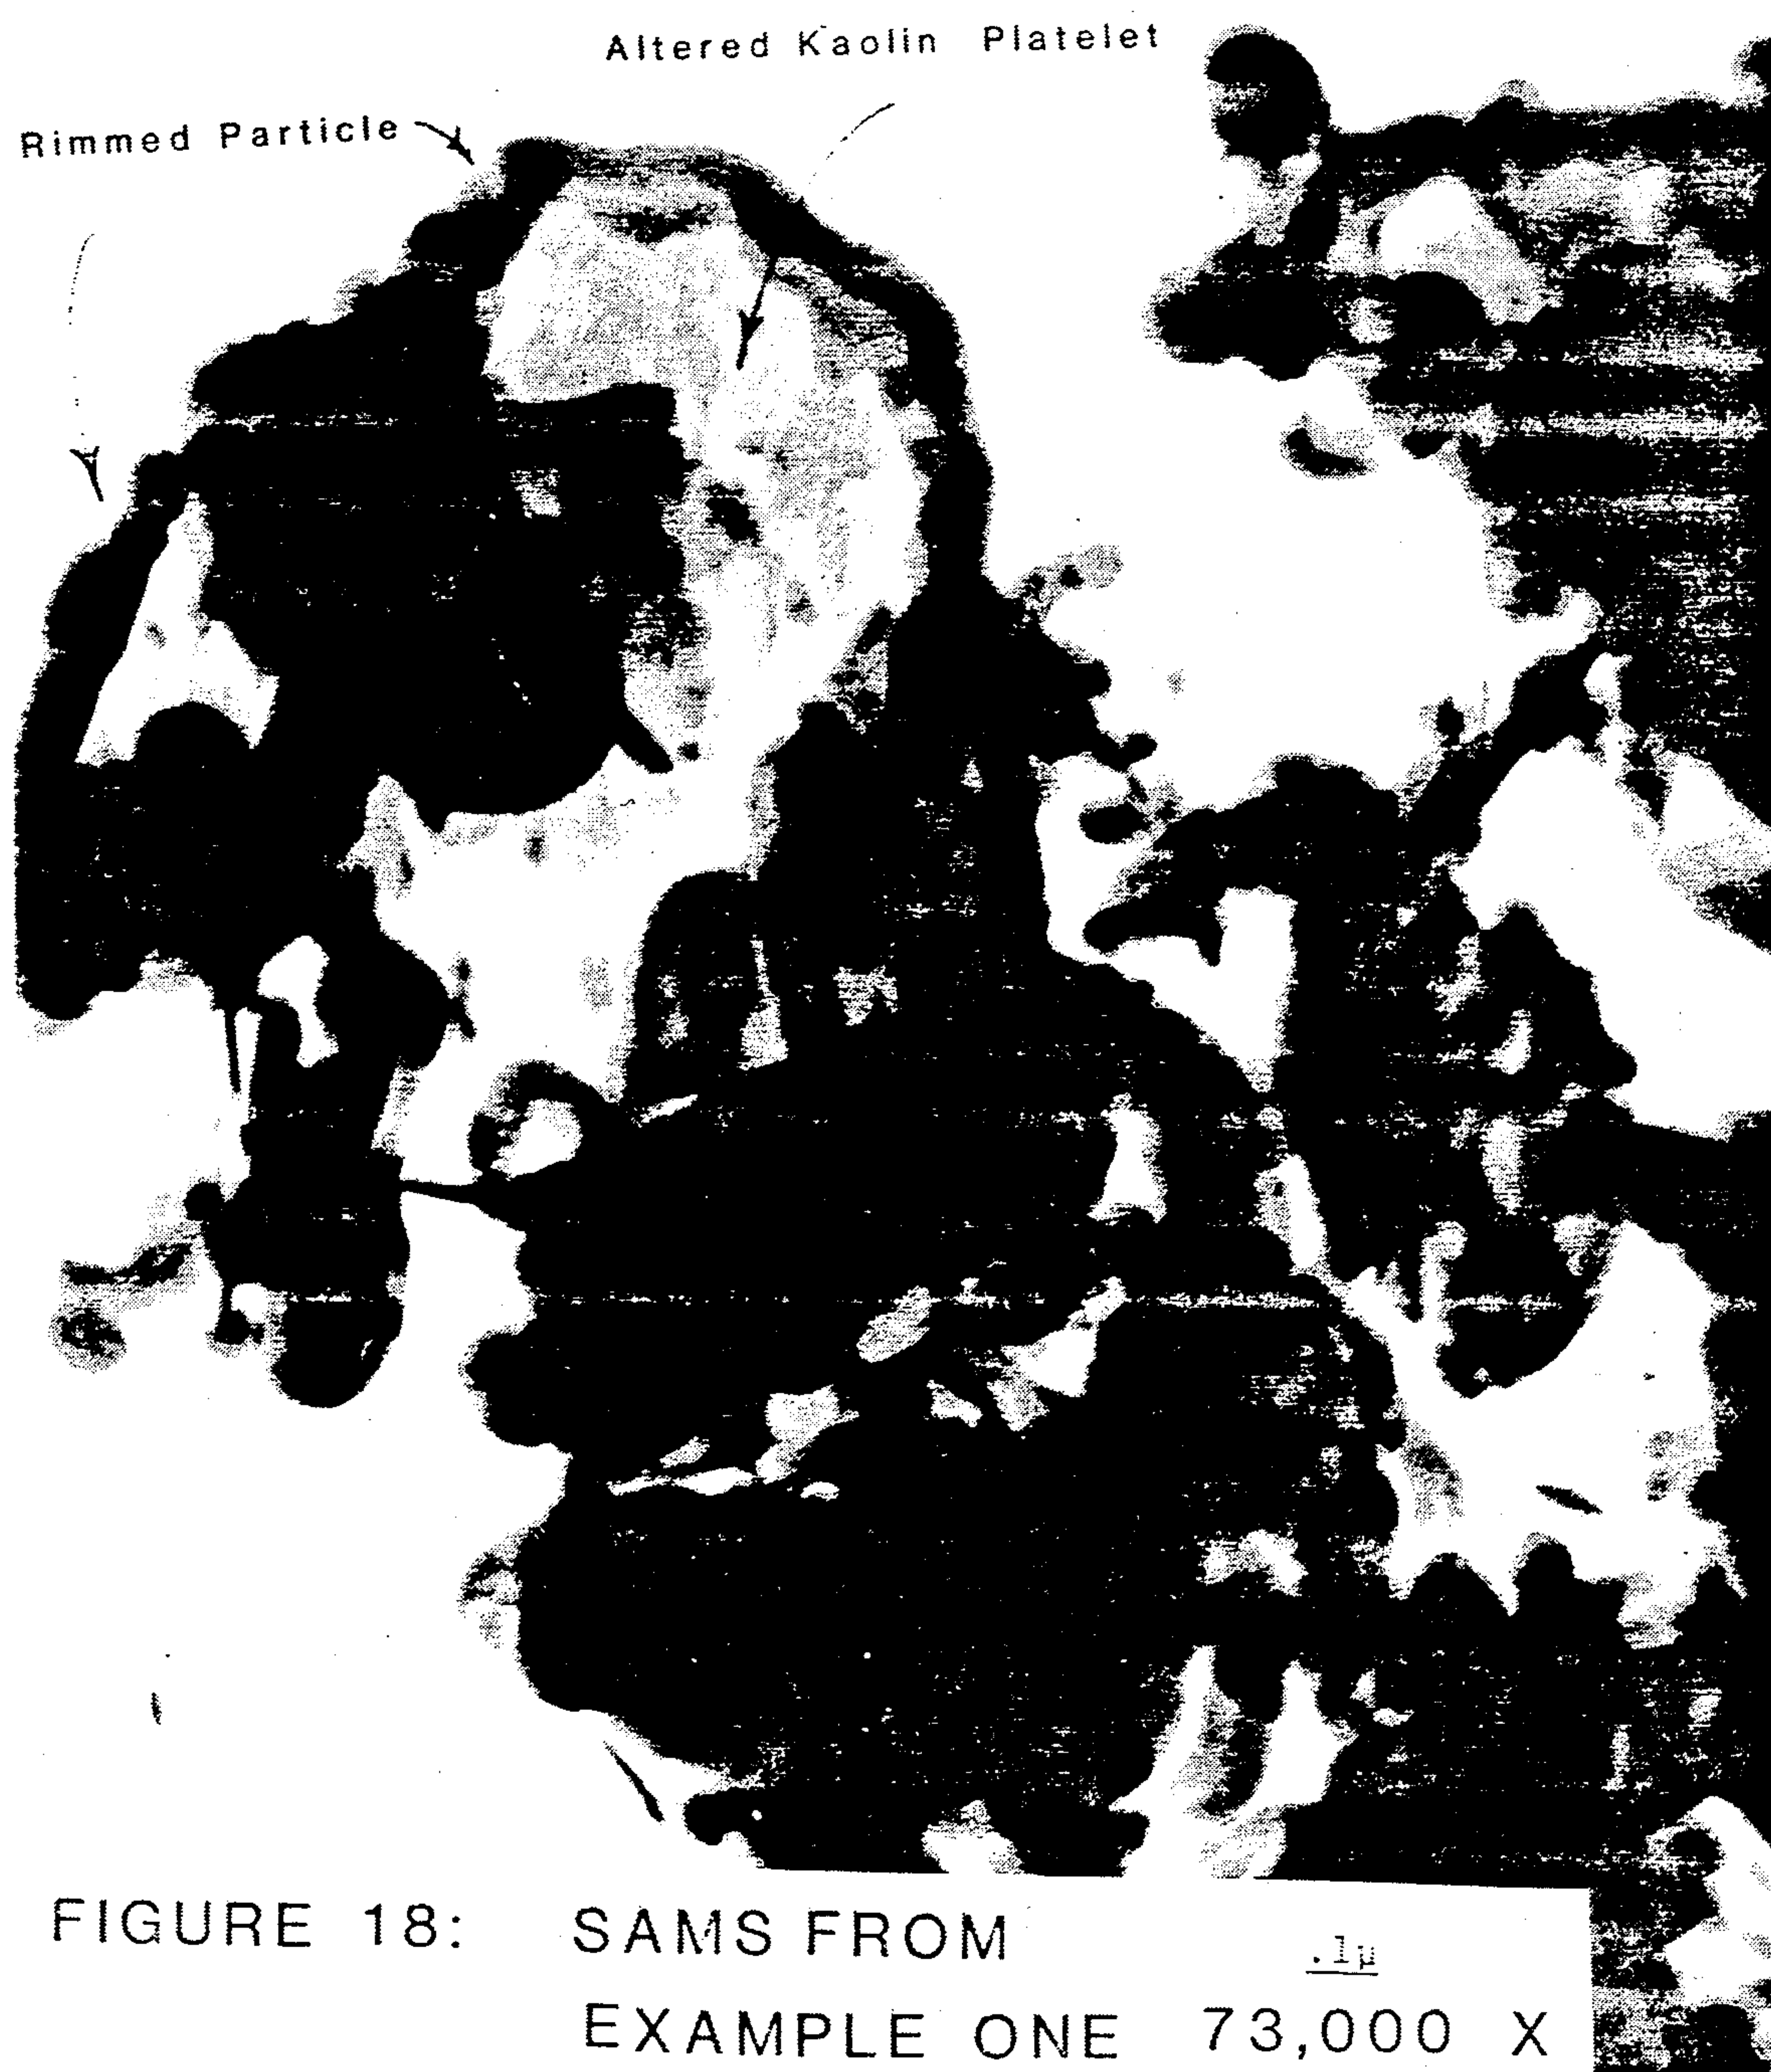 Altered Kaolin Platelet
Rimmed Particle
FIGURE 18: SAMS FROM
.1µ
EXAMPLE ONE 73,000 X